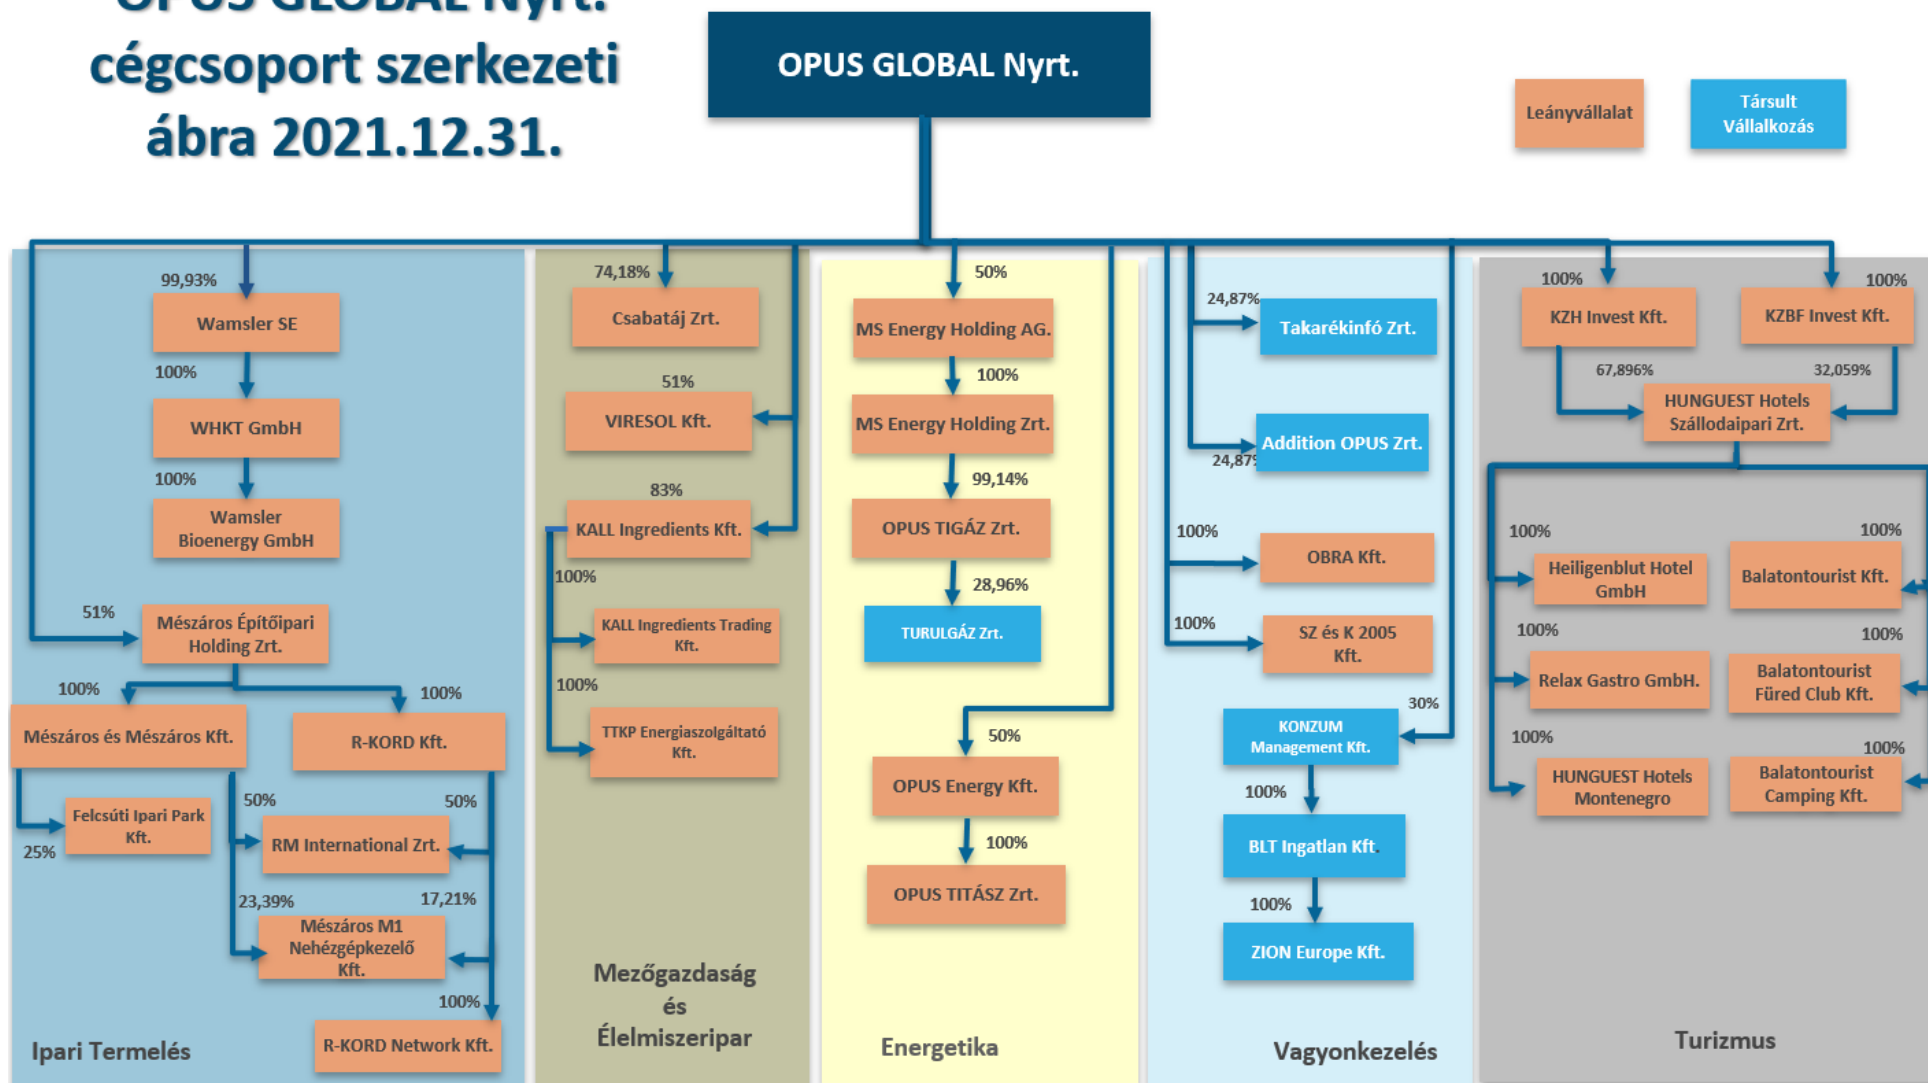 OPUS GLOBAL Nyrt.
cégcsoport szerkezeti
ábra 2021.12.31.
OPUS GLOBAL Nyrt.
Leányvállalat
Társult
Vállalkozás
99,93%
Wamsler SE
100%
WHKT GmbH
100%
Wamsler
Bioenergy GmbH
51%
Mészáros Építőipari
Holding Zrt.
100%
100%
Mészáros és Mészáros Kft.
R-KORD Kft.
50%
50%
Felcsúti Ipari Park
Kft.
25%
RM International Zrt.
23,39%
17,21%
Mészáros M1
Nehézgépkezelő
Kft.
100%
R-KORD Network Kft.
Ipari Termelés
74,18%
Csabatáj Zrt.
51%
VIRESOL Kft.
83%
KALL Ingredients Kft.
100%
KALL Ingredients Trading
Kft.
100%
TTKP Energiaszolgáltató
Kft.
Mezőgazdaság
és
Élelmiszeripar
50%
MS Energy Holding AG.
100%
MS Energy Holding Zrt.
99,14%
OPUS TIGÁZ Zrt.
28,96%
TURULGÁZ Zrt.
50%
OPUS Energy Kft.
100%
OPUS TITÁSZ Zrt.
Energetika
24,87%
Takarékinfó Zrt.
Addition OPUS Zrt.
24,87%
100%
OBRA Kft.
100%
SZ és K 2005
Kft.
30%
KONZUM
Management Kft.
100%
BLT Ingatlan Kft.
100%
ZION Europe Kft.
Vagyonkezelés
100%
100%
KZH Invest Kft.
KZBF Invest Kft.
67,896%
32,059%
HUNGUEST Hotels
Szállodaipari Zrt.
100%
100%
Heiligenblut Hotel
GmbH
Balatontourist Kft.
100%
100%
Relax Gastro GmbH.
Balatontourist
Füred Club Kft.
100%
100%
HUNGUEST Hotels
Montenegro
Balatontourist
Camping Kft.
Turizmus